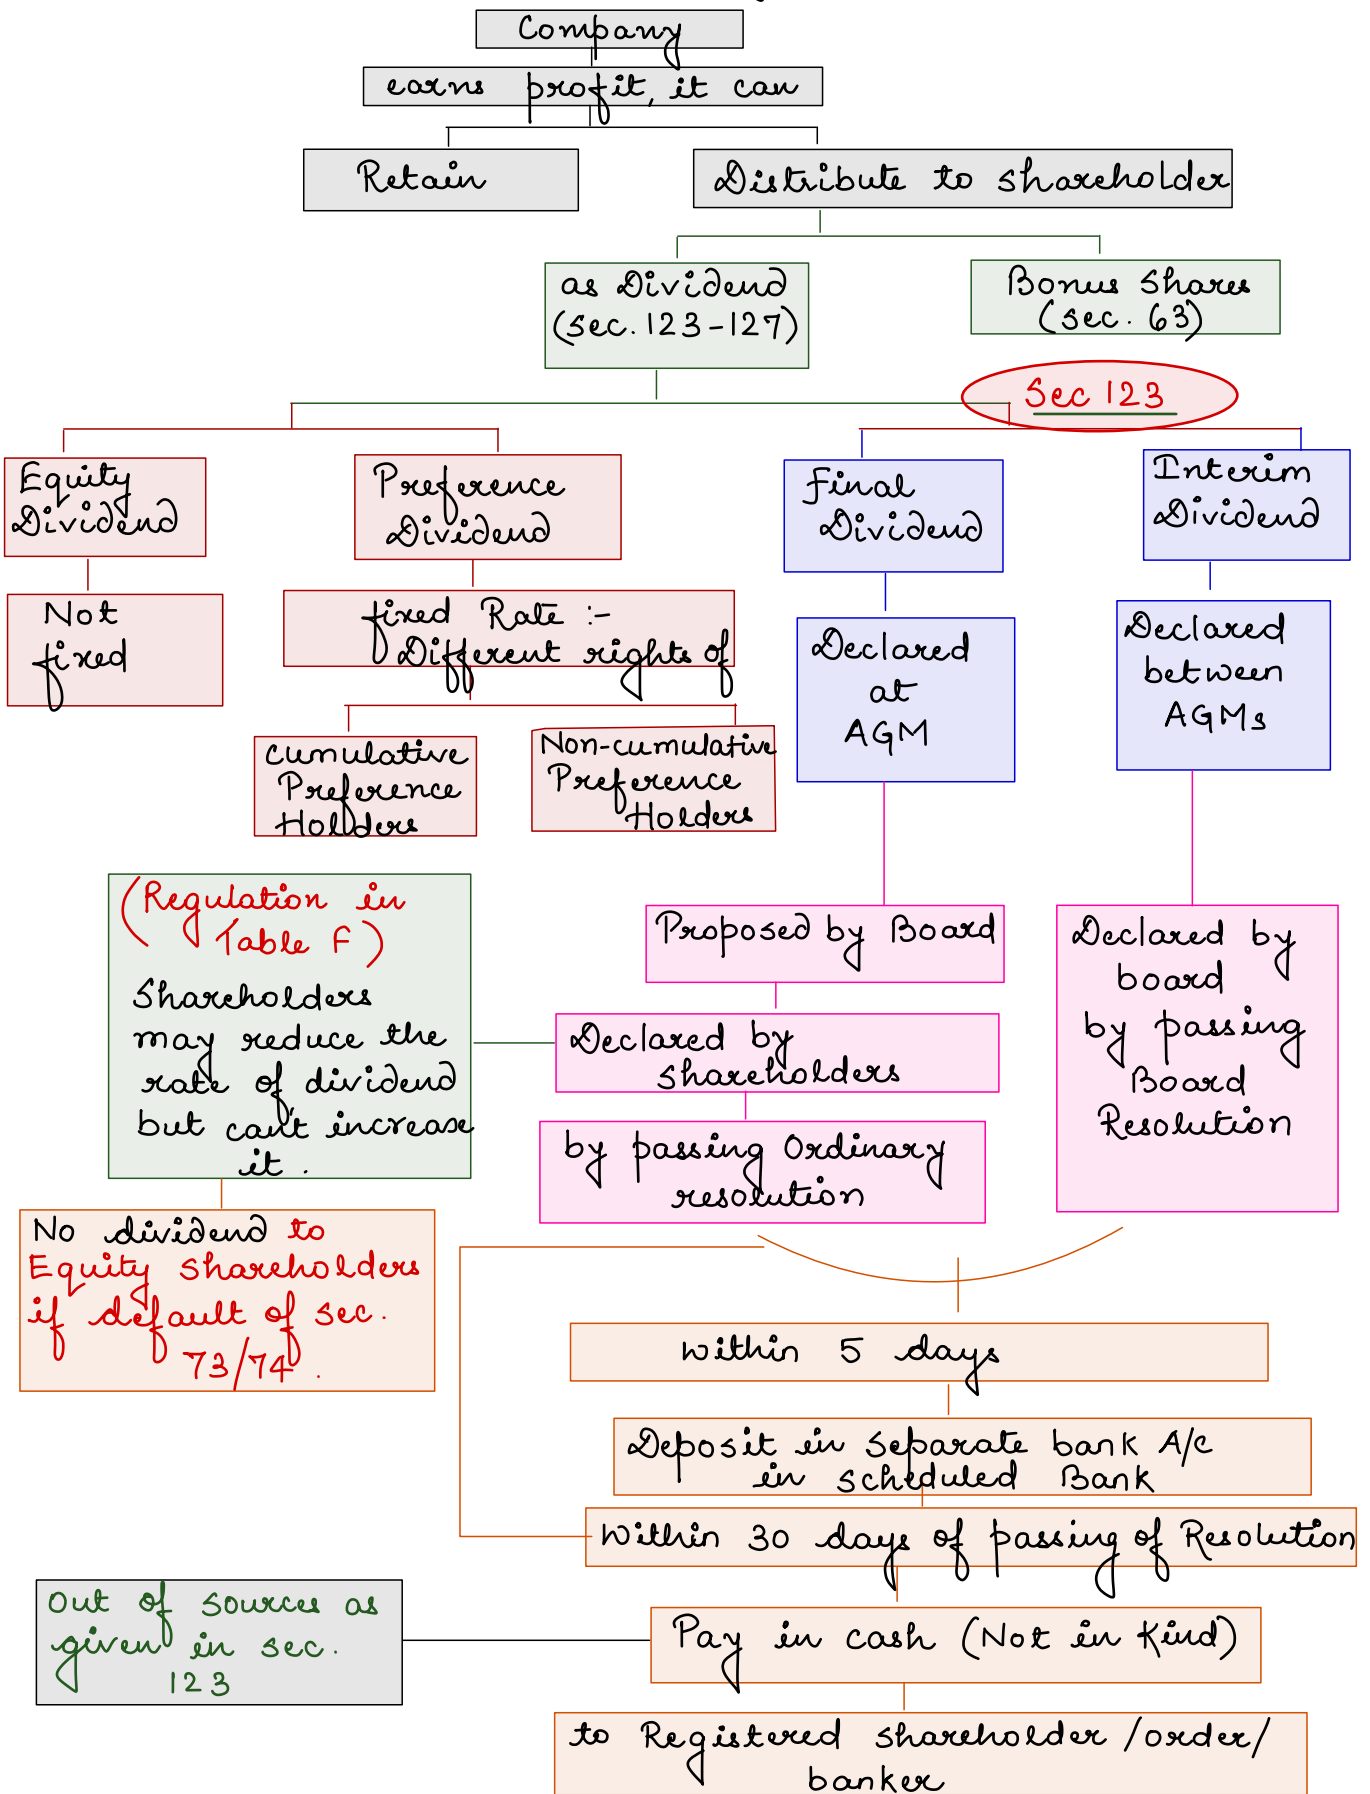 Company
earns profit, it can
Retain
Distribute to shareholder
as Dividend
(sec. 123-127)
Bonus Shares
(sec. 63)
Sec 123
Equity
Dividend
Preference
Dividend
Final
Dividend
Interim
Dividend
Not
fixed
fixed Rate :-
Different rights of
Declared
at
AGM
Declared
between
AGMs
Cumulative
Preference
Holders
Non-cumulative
Preference
Holders
(Regulation in
Table F)
Shareholders
may reduce the
rate of dividend
but can't increase
it.
Proposed by Board
Declared by
shareholders
by passing Ordinary
resolution
Declared by
board
by passing
Board
Resolution
No dividend to
Equity shareholders
if default of sec.
73/74.
within 5 days
Deposit in separate bank A/c
in scheduled Bank
Within 30 days of passing of Resolution
Out of sources as
given in sec.
123
Pay in cash (Not in Kind)
to Registered shareholder /order/
banker